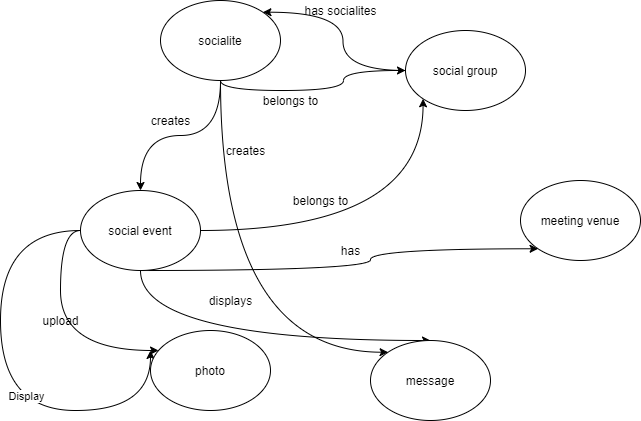 has socialites
socialite
social group
belongs to
creates
creates
belongs to
meeting venue
social event
has
displays
upload
photo
message
Display